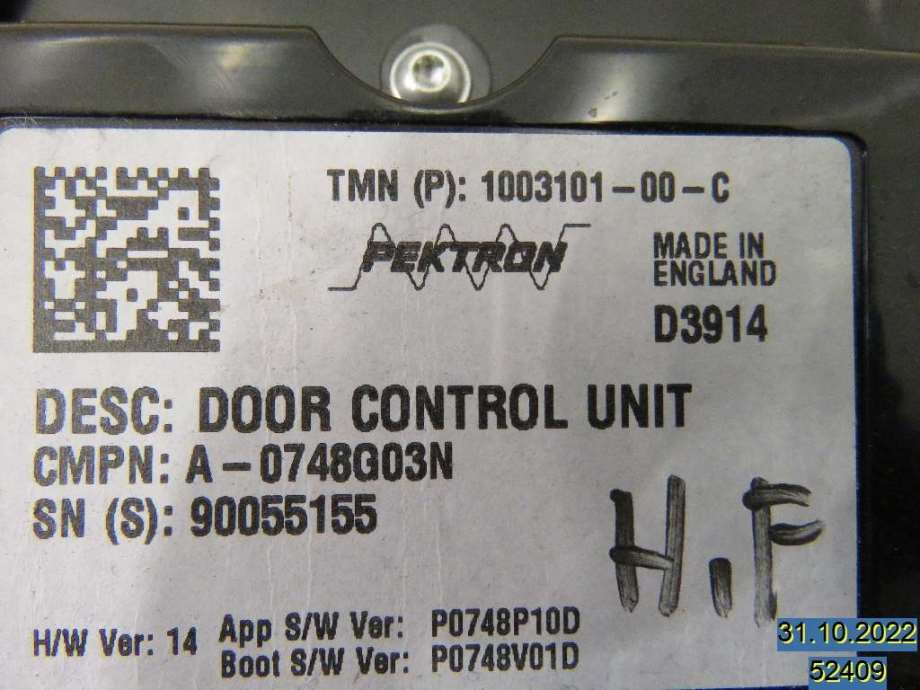 TMN (P): 1003101-00-C
PEKTRON
MADE IN
ENGLAND
D3914
DESC: DOOR CONTROL UNIT
CMPN: A-0748G03N
SN (S): 90055155
H.F
H/W Ver: 14
App S/W Ver: P0748P10D
Boot S/W Ver: P0748V01D
31.10.2022
52409